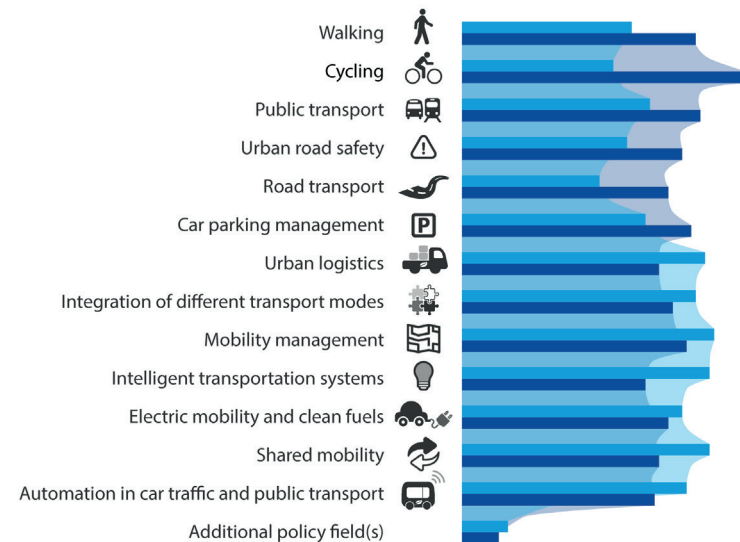 Walking
Cycling
Public transport
Urban road safety
Road transport
Car parking management
P
Urban logistics
Integration of different transport modes
Mobility management
Intelligent transportation systems
Electric mobility and clean fuels
Shared mobility
Automation in car traffic and public transport
Additional policy field(s)